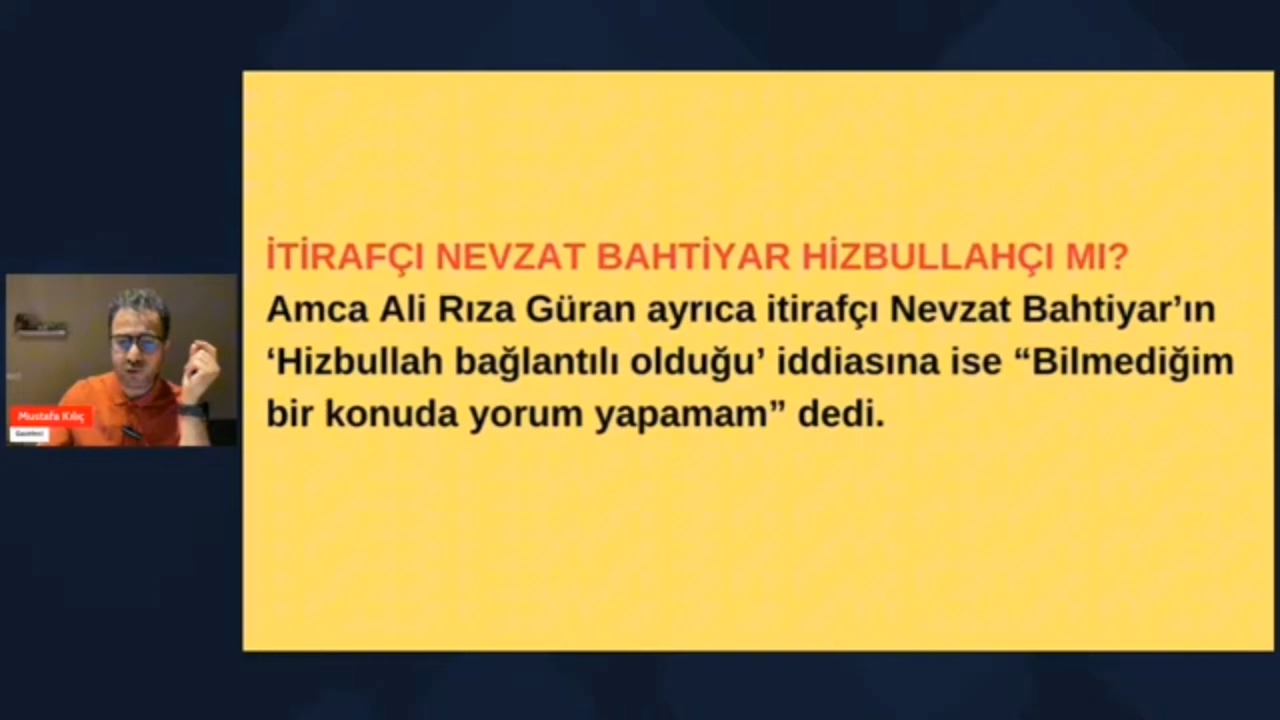 İTİRAFÇI NEVZAT BAHTİYAR HİZBULLAHÇI MI?
Amca Ali Rıza Güran ayrıca itirafçı Nevzat Bahtiyar’ın
‘Hizbullah bağlantılı olduğu’ iddiasına ise “Bilmediğim
bir konuda yorum yapamam” dedi.
Mustafa Kılıç
Gazeteci